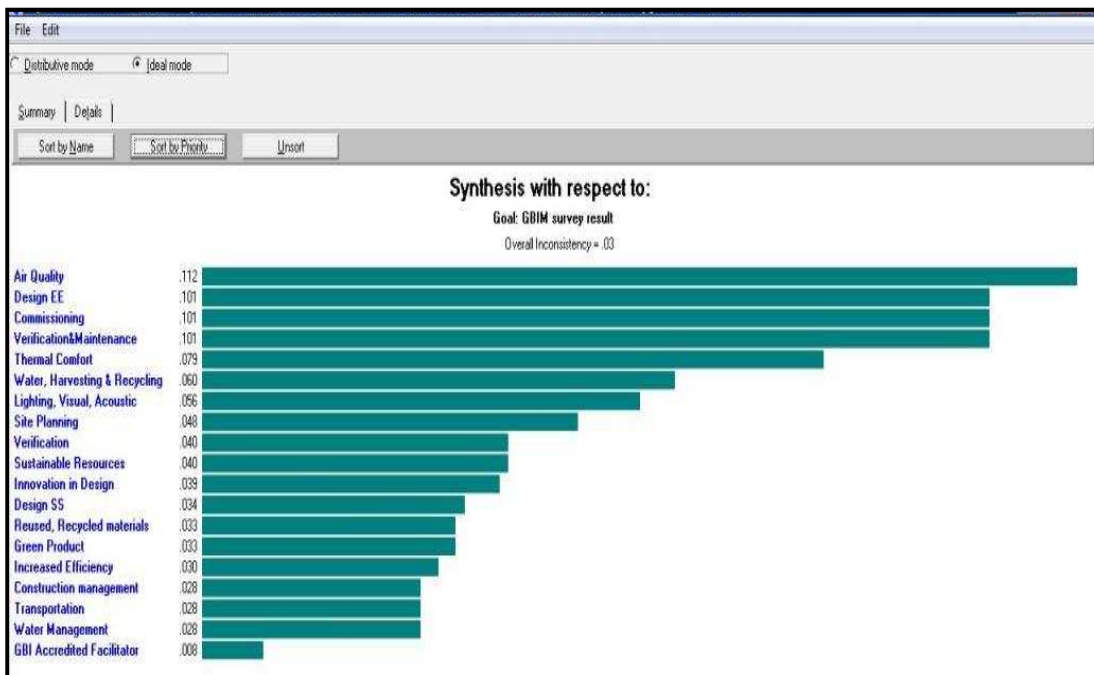 File Edit
Distributive mode Ideal mode
Summary Details
Sort by Name Sort by Priority Unsort
Synthesis with respect to:
Goal: GBIM survey result
Overall Inconsistency = .03
Air Quality .112
Design EE .101
Commissioning .101
Verification&Maintenance .101
Thermal Comfort .079
Water, Harvesting & Recycling .060
Lighting, Visual, Acoustic .056
Site Planning .048
Verification .040
Sustainable Resources .040
Innovation in Design .039
Design SS .034
Reused, Recycled materials .033
Green Product .033
Increased Efficiency .030
Construction management .028
Transportation .028
Water Management .028
GBI Accredited Facilitator .008